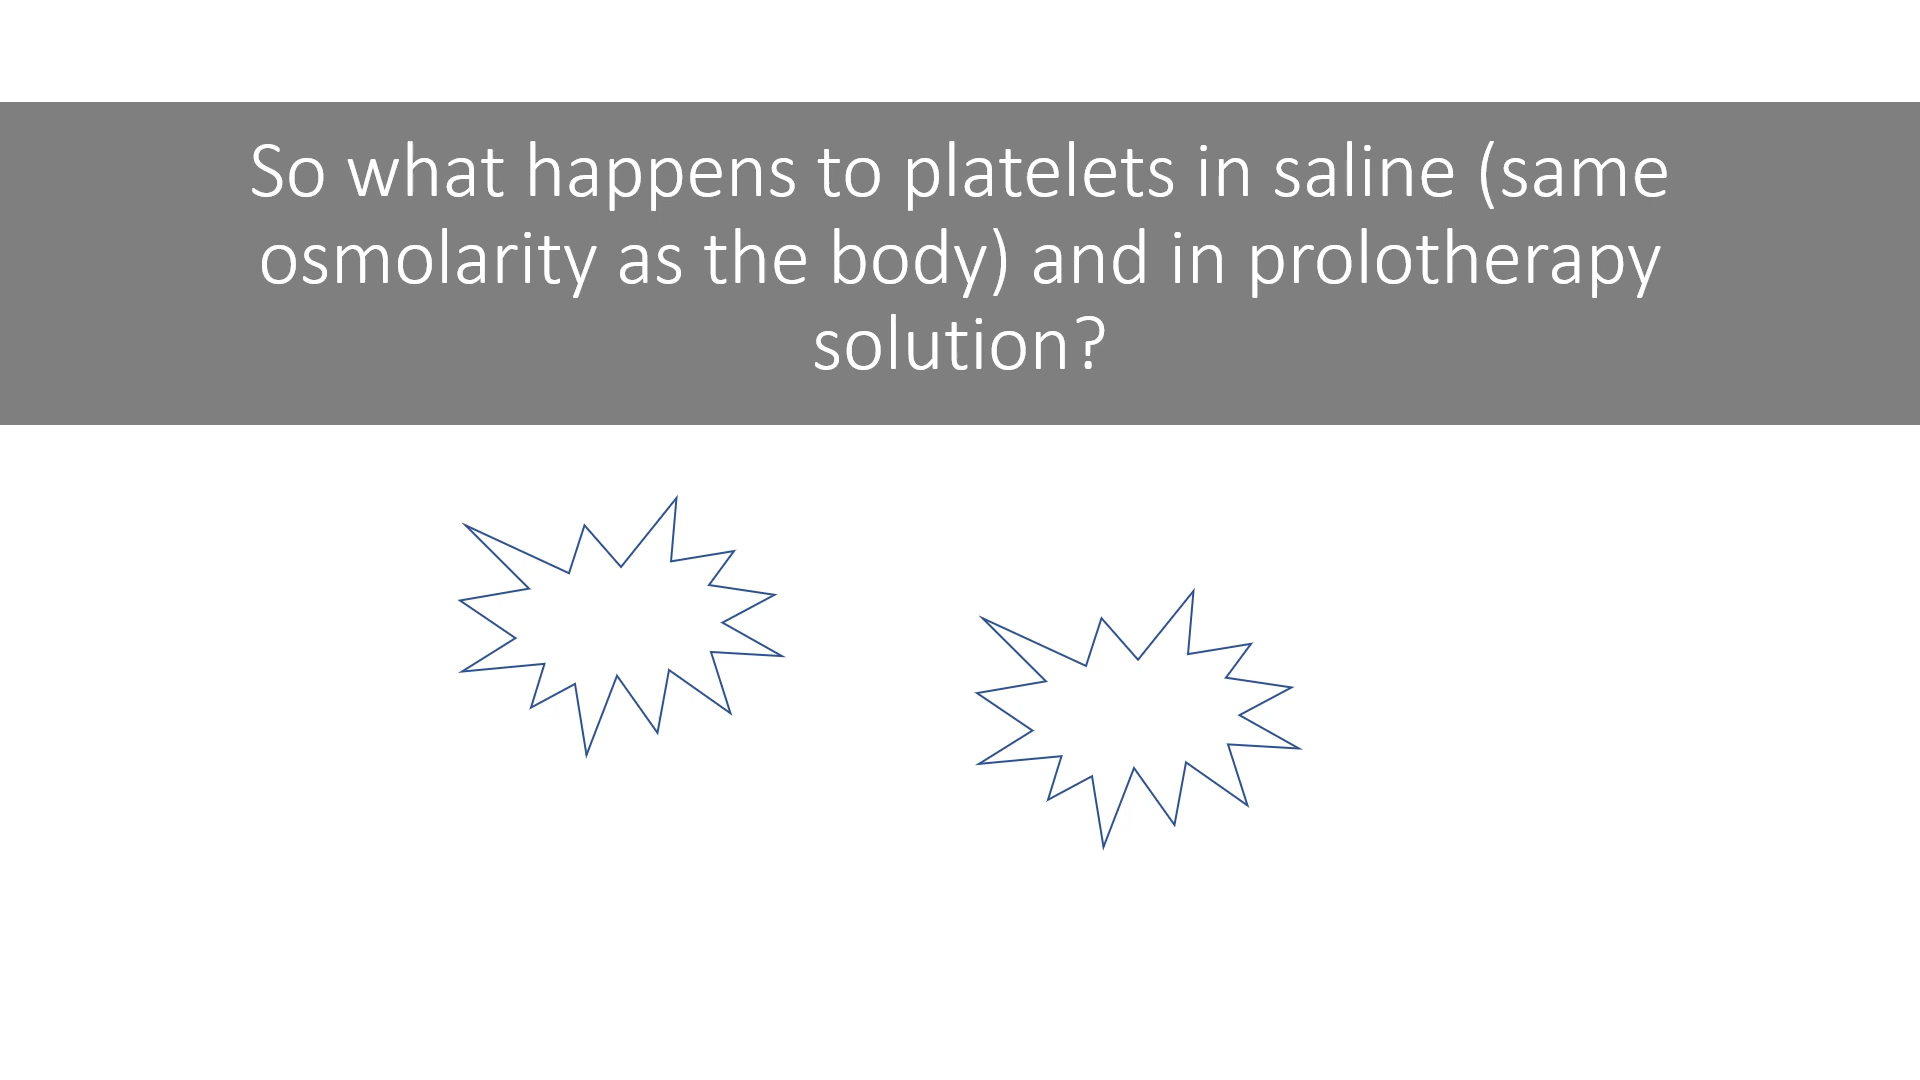 So what happens to platelets in saline (same
osmolarity as the body) and in prolotherapy
solution?